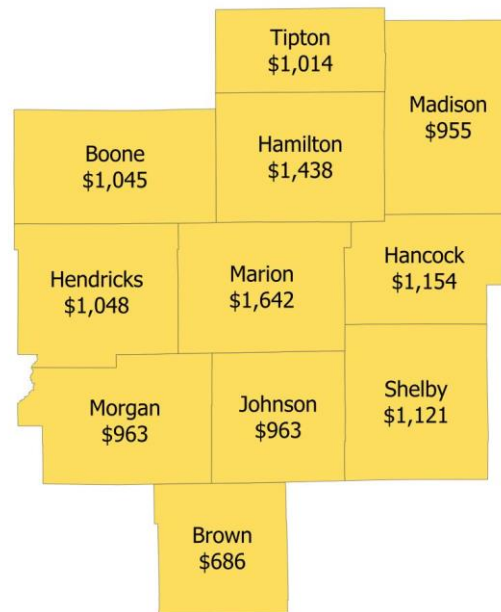 Tipton
$1,014
Madison
$955
Boone
$1,045
Hamilton
$1,438
Hendricks
$1,048
Marion
$1,642
Hancock
$1,154
Morgan
$963
Johnson
$963
Shelby
$1,121
Brown
$686